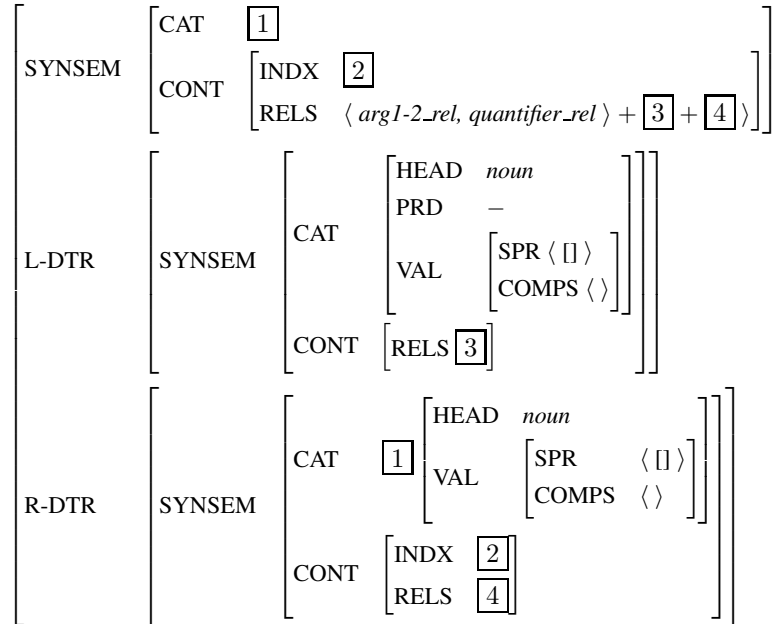 CAT 1
SYNSEM
INDX 2
CONT
RELS ⟨ arg1-2_rel, quantifier_rel ⟩ + 3 + 4 ⟩
HEAD noun
PRD −
CAT
SPR ⟨ [] ⟩
L-DTR SYNSEM VAL
COMPS ⟨ ⟩
CONT RELS 3
HEAD noun
CAT 1
SPR ⟨ [] ⟩
VAL
COMPS ⟨ ⟩
R-DTR SYNSEM
INDX 2
CONT
RELS 4